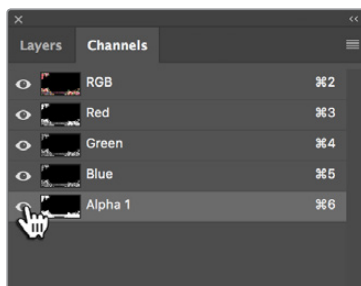 Layers Channels
RGB ⌘2
Red ⌘3
Green ⌘4
Blue ⌘5
Alpha 1 ⌘6